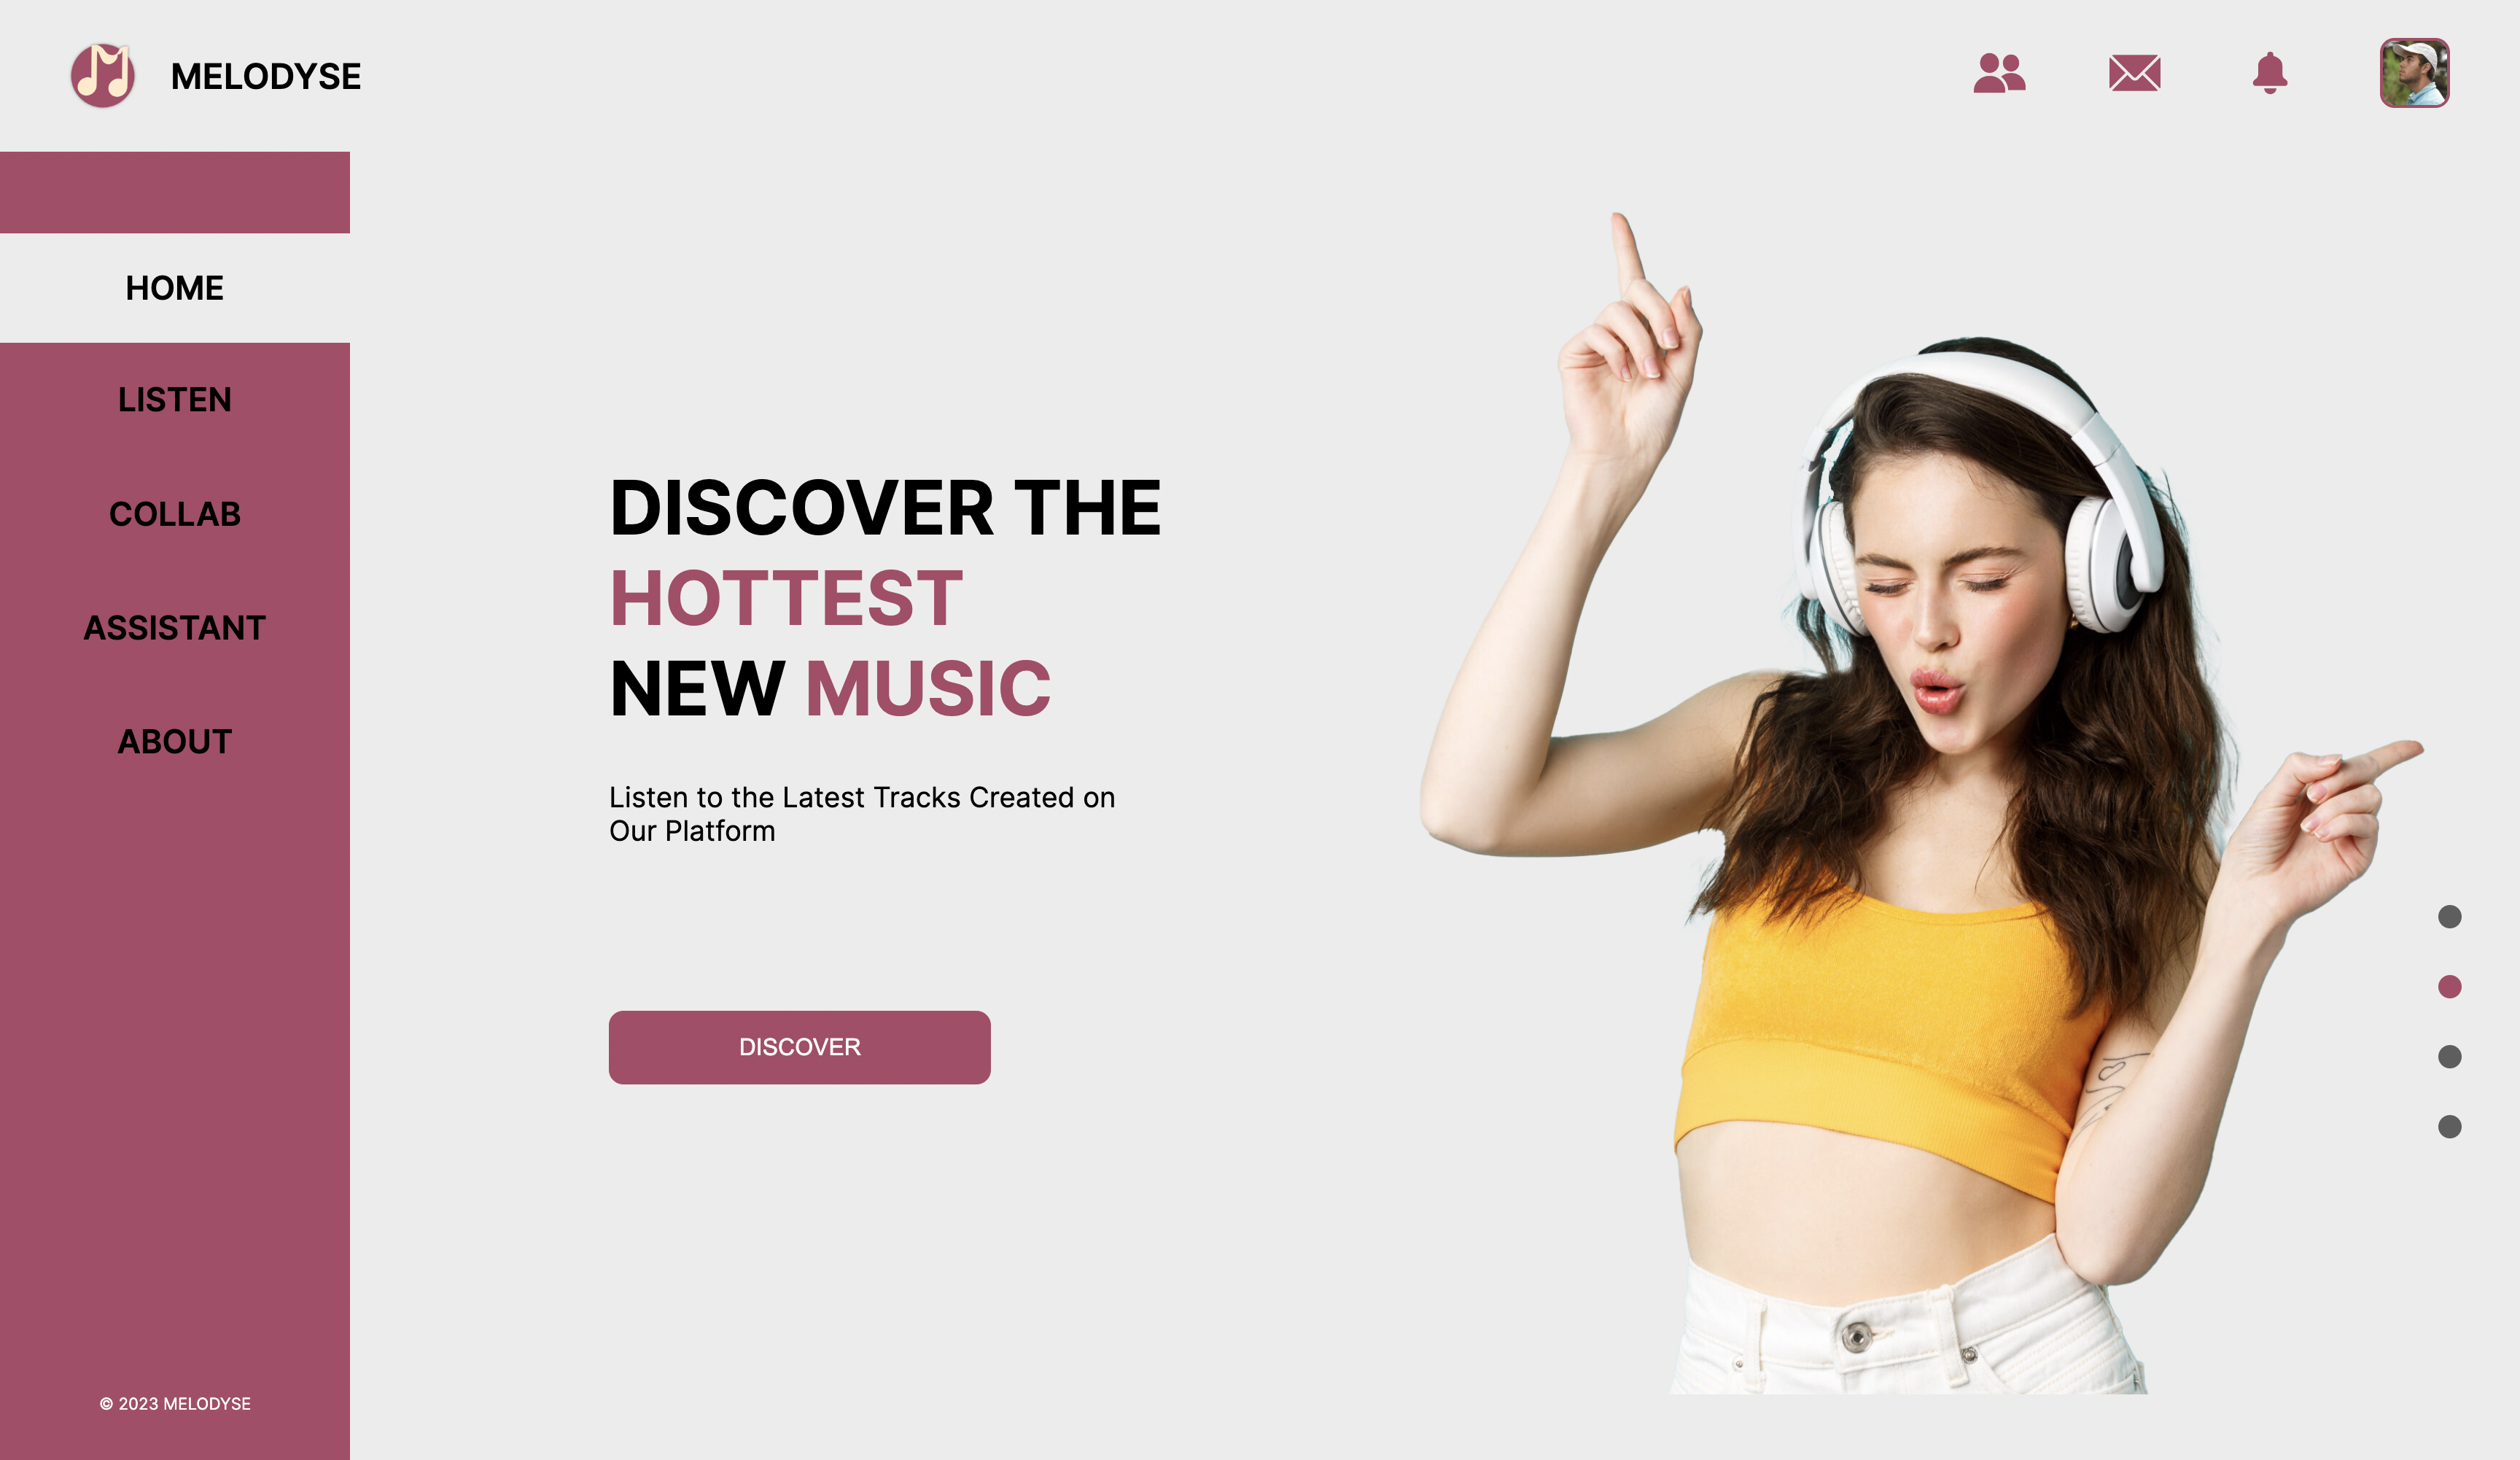 MELODYSE
HOME
LISTEN
COLLAB
ASSISTANT
ABOUT
© 2023 MELODYSE
DISCOVER THE
HOTTEST
NEW MUSIC
Listen to the Latest Tracks Created on
Our Platform
DISCOVER